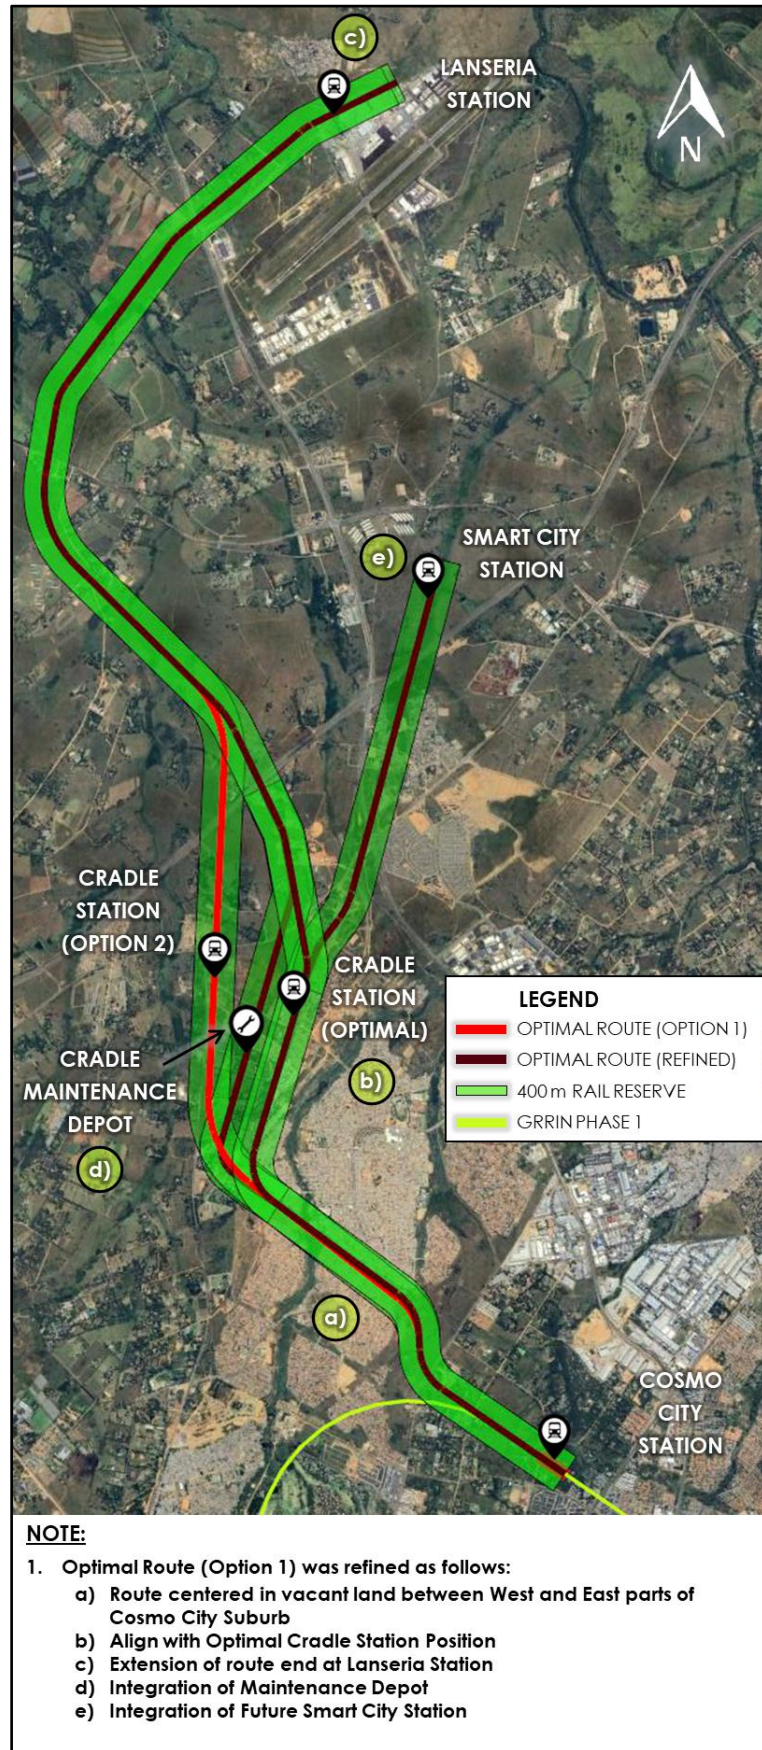 c)
LANSERIA
STATION
N
e)
SMART CITY
STATION
CRADLE
STATION
(OPTION 2)
CRADLE
STATION
(OPTIMAL)
b)
CRADLE
MAINTENANCE
DEPOT
d)
LEGEND
OPTIMAL ROUTE (OPTION 1)
OPTIMAL ROUTE (REFINED)
400 m RAIL RESERVE
GRRIN PHASE 1
a)
COSMO
CITY
STATION
NOTE:
1. Optimal Route (Option 1) was refined as follows:
a) Route centered in vacant land between West and East parts of
Cosmo City Suburb
b) Align with Optimal Cradle Station Position
c) Extension of route end at Lanseria Station
d) Integration of Maintenance Depot
e) Integration of Future Smart City Station